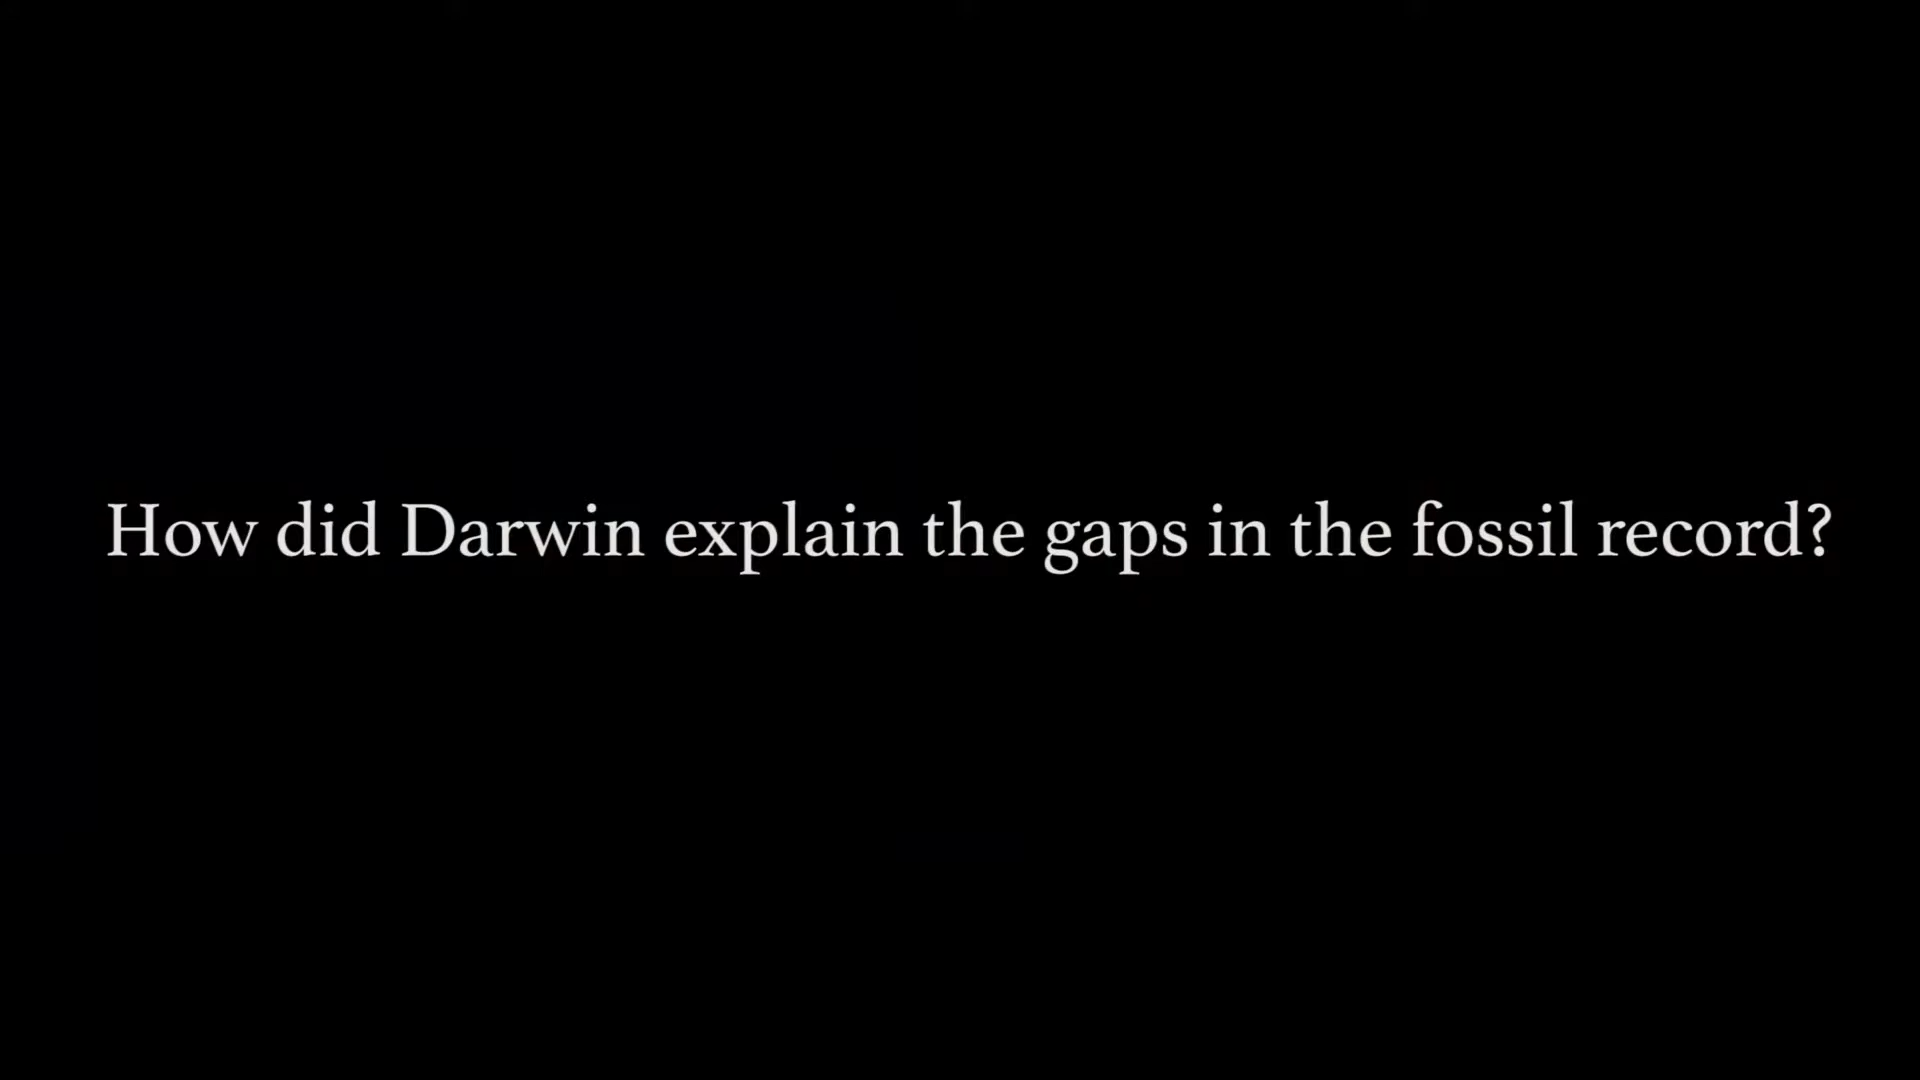 How did Darwin explain the gaps in the fossil record?